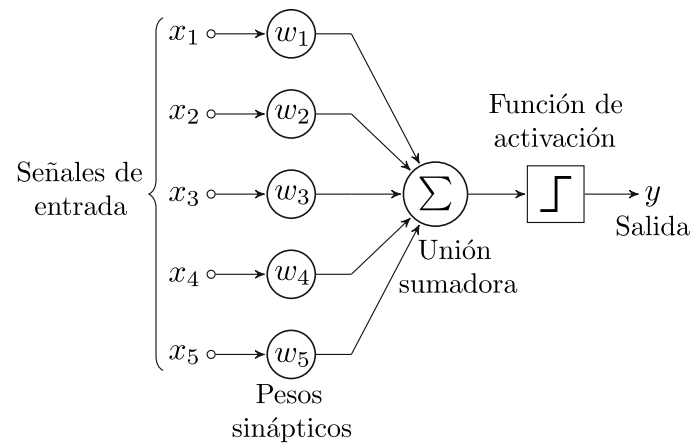 x₁
w₁
x₂
w₂
Función de
activación
Señales de
entrada
x₃
w₃
Σ
y
Salida
Unión
sumadora
x₄
w₄
x₅
w₅
Pesos
sinápticos